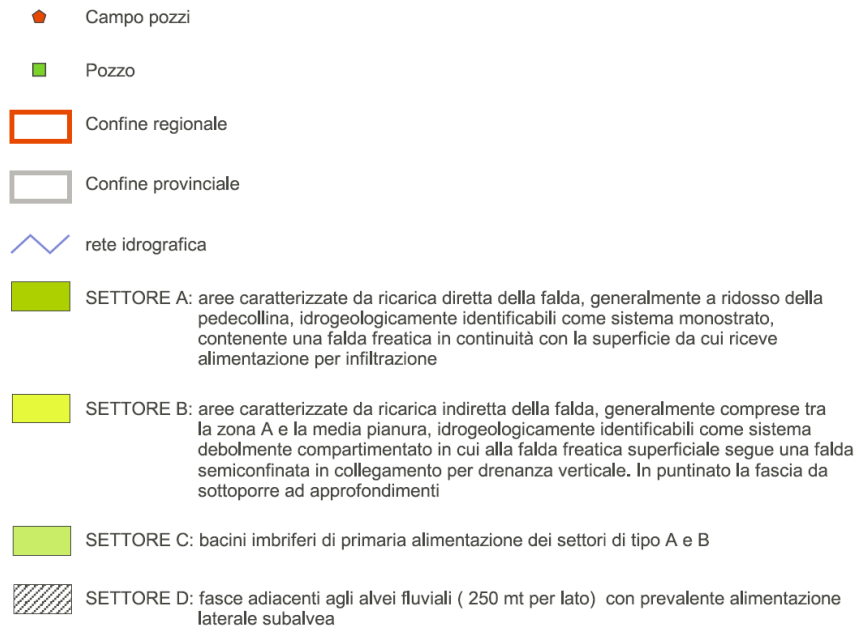 Campo pozzi
Pozzo
Confine regionale
Confine provinciale
rete idrografica
SETTORE A: aree caratterizzate da ricarica diretta della falda, generalmente a ridosso della
pedecollina, idrogeologicamente identificabili come sistema monostrato,
contenente una falda freatica in continuità con la superficie da cui riceve
alimentazione per infiltrazione
SETTORE B: aree caratterizzate da ricarica indiretta della falda, generalmente comprese tra
la zona A e la media pianura, idrogeologicamente identificabili come sistema
debolmente compartimentato in cui alla falda freatica superficiale segue una falda
semiconfinata in collegamento per drenanza verticale. In puntinato la fascia da
sottoporre ad approfondimenti
SETTORE C: bacini imbriferi di primaria alimentazione dei settori di tipo A e B
SETTORE D: fasce adiacenti agli alvei fluviali ( 250 mt per lato) con prevalente alimentazione
laterale subalvea